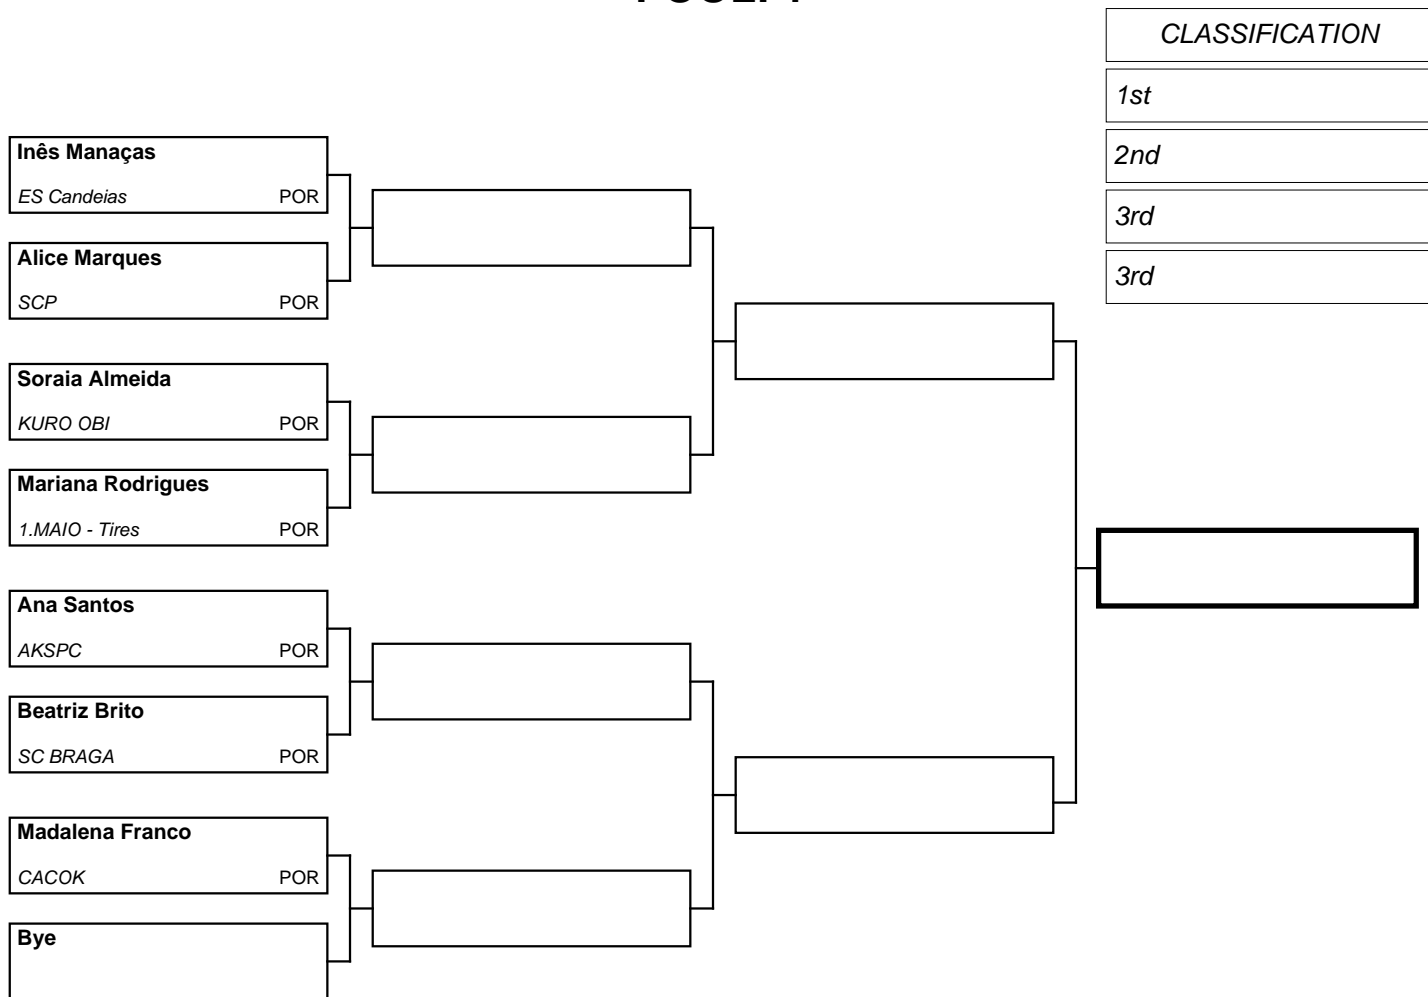 CLASSIFICATION
1st
2nd
3rd
3rd
Inês Manaças
ES Candeias POR
Alice Marques
SCP POR
Soraia Almeida
KURO OBI POR
Mariana Rodrigues
1.MAIO - Tires POR
Ana Santos
AKSPC POR
Beatriz Brito
SC BRAGA POR
Madalena Franco
CACOK POR
Bye